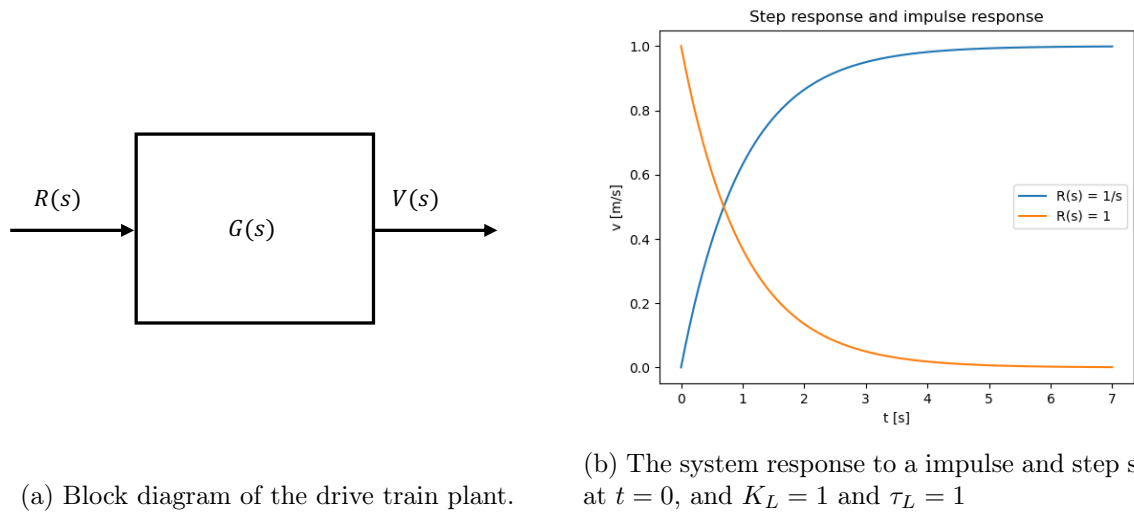 R(s)
G(s)
V(s)
Step response and impulse response
1.0
0.8
0.6
0.4
0.2
0.0
v [m/s]
R(s) = 1/s
R(s) = 1
0 1 2 3 4 5 6 7
t [s]
(a) Block diagram of the drive train plant.
(b) The system response to a impulse and step s
at t = 0, and K_L = 1 and τ_L = 1